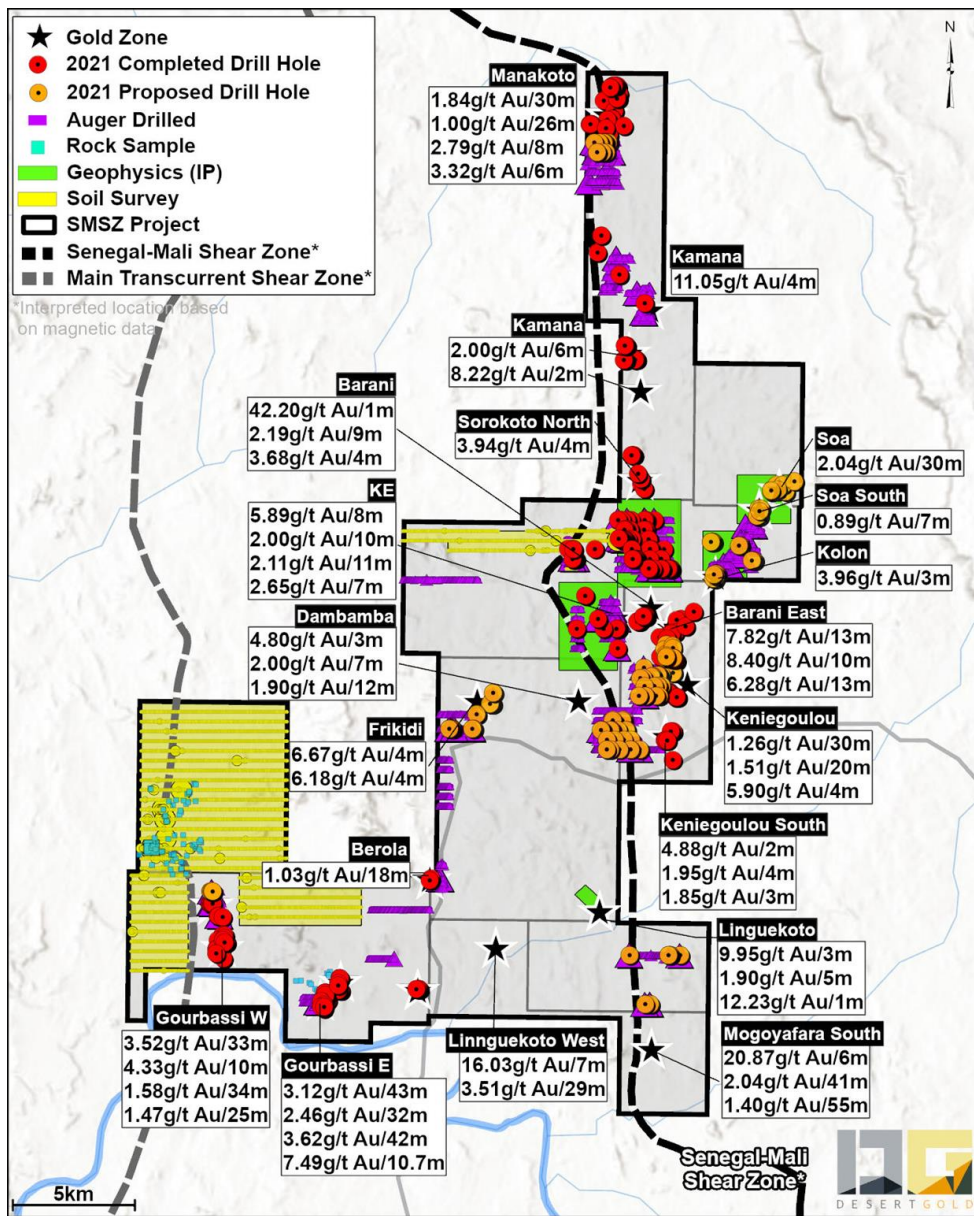 Gold Zone
2021 Completed Drill Hole
2021 Proposed Drill Hole
Auger Drilled
Rock Sample
Geophysics (IP)
Soil Survey
SMSZ Project
Senegal-Mali Shear Zone*
Main Transcurrent Shear Zone*
*Interpreted location based
on magnetic data
N
Manakoto
1.84g/t Au/30m
1.00g/t Au/26m
2.79g/t Au/8m
3.32g/t Au/6m
Kamana
11.05g/t Au/4m
Kamana
2.00g/t Au/6m
8.22g/t Au/2m
Barani
42.20g/t Au/1m
2.19g/t Au/9m
3.68g/t Au/4m
Sorokoto North
3.94g/t Au/4m
Soa
2.04g/t Au/30m
Soa South
0.89g/t Au/7m
Kolon
3.96g/t Au/3m
KE
5.89g/t Au/8m
2.00g/t Au/10m
2.11g/t Au/11m
2.65g/t Au/7m
Dambamba
4.80g/t Au/3m
2.00g/t Au/7m
1.90g/t Au/12m
Barani East
7.82g/t Au/13m
8.40g/t Au/10m
6.28g/t Au/13m
Frikidi
6.67g/t Au/4m
6.18g/t Au/4m
Keniegoulou
1.26g/t Au/30m
1.51g/t Au/20m
5.90g/t Au/4m
Keniegoulou South
4.88g/t Au/2m
1.95g/t Au/4m
1.85g/t Au/3m
Berola
1.03g/t Au/18m
Linguekoto
9.95g/t Au/3m
1.90g/t Au/5m
12.23g/t Au/1m
Gourbassi W
3.52g/t Au/33m
4.33g/t Au/10m
1.58g/t Au/34m
1.47g/t Au/25m
Gourbassi E
3.12g/t Au/43m
2.46g/t Au/32m
3.62g/t Au/42m
7.49g/t Au/10.7m
Linnguekoto West
16.03g/t Au/7m
3.51g/t Au/29m
Mogoyafara South
20.87g/t Au/6m
2.04g/t Au/41m
1.40g/t Au/55m
Senegal-Mali
Shear Zone*
5km
DESERTGOLD